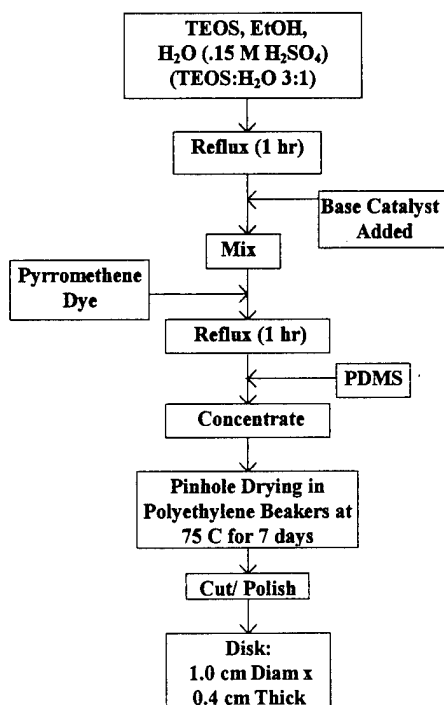 TEOS, EtOH,
H₂O (.15 M H₂SO₄)
(TEOS:H₂O 3:1)
Reflux (1 hr)
Base Catalyst
Added
Mix
Pyrromethene
Dye
Reflux (1 hr)
PDMS
Concentrate
Pinhole Drying in
Polyethylene Beakers at
75 C for 7 days
Cut/ Polish
Disk:
1.0 cm Diam x
0.4 cm Thick